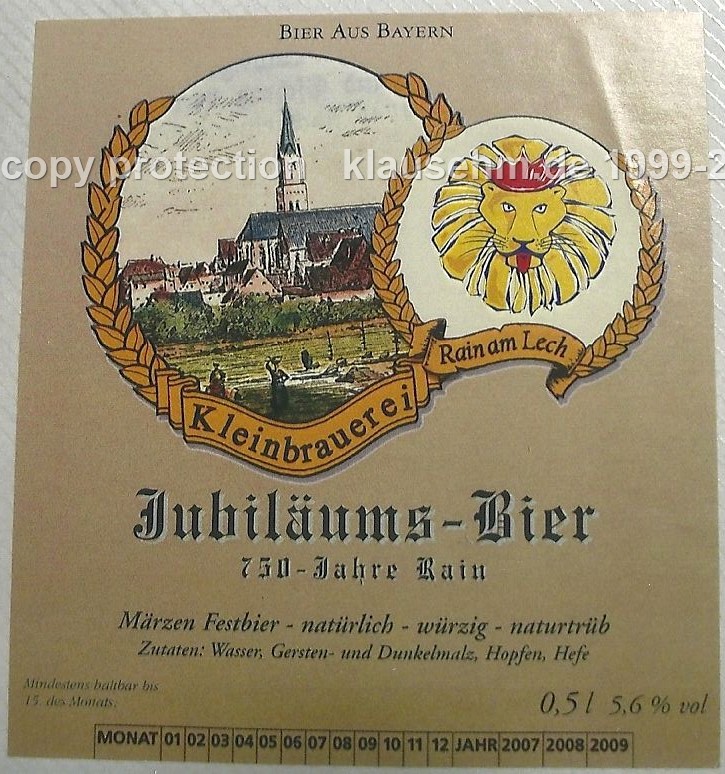 BIER AUS BAYERN
copy protection klausehm.de 1999-2
Kleinbrauerei
Rain am Lech
Jubiläums-Bier
750-Jahre Rain
Märzen Festbier - natürlich - würzig - naturtrüb
Zutaten: Wasser, Gersten- und Dunkelmalz, Hopfen, Hefe
Mindestens haltbar bis
15. des Monats:
0,5 l 5,6 % vol
MONAT 01 02 03 04 05 06 07 08 09 10 11 12 JAHR 2007 2008 2009